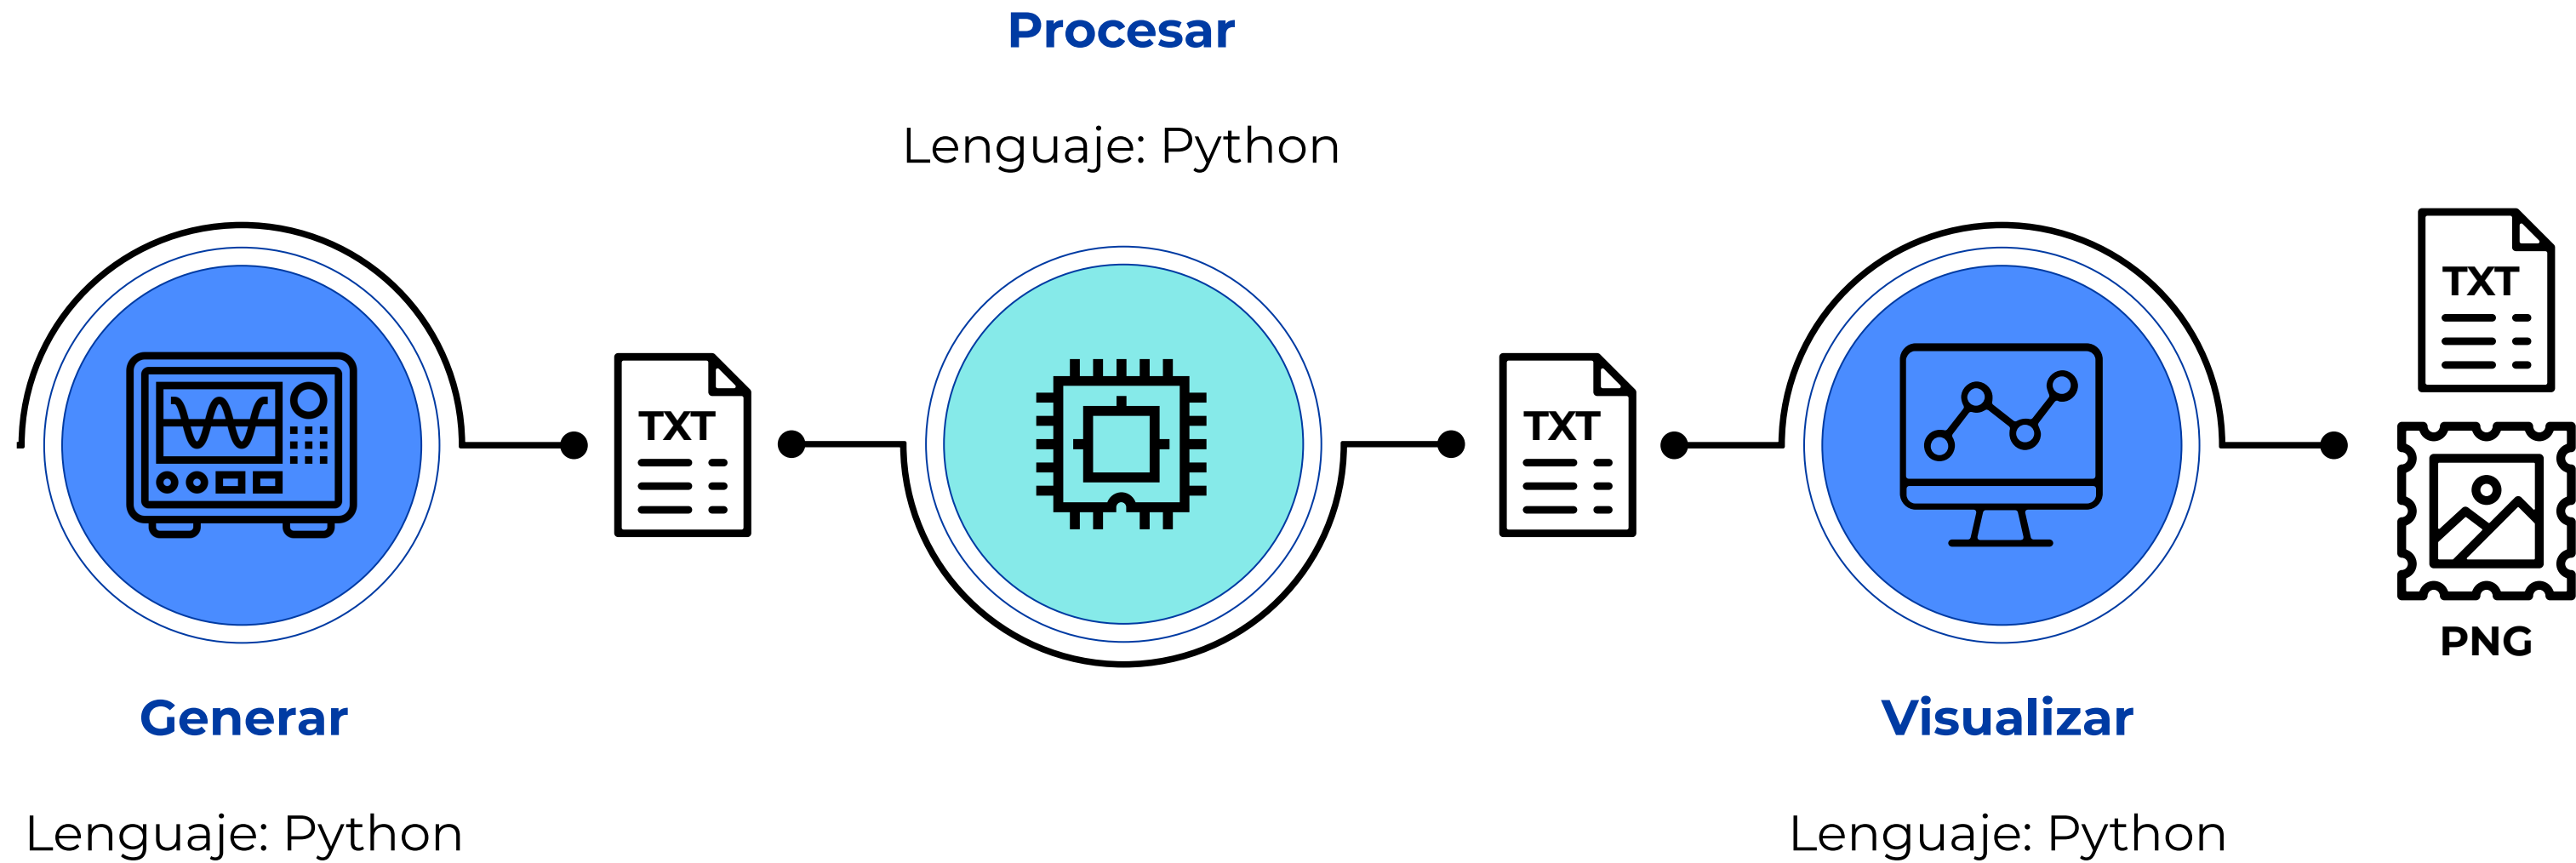 Procesar
Lenguaje: Python
TXT
TXT
TXT
PNG
Generar
Visualizar
Lenguaje: Python
Lenguaje: Python